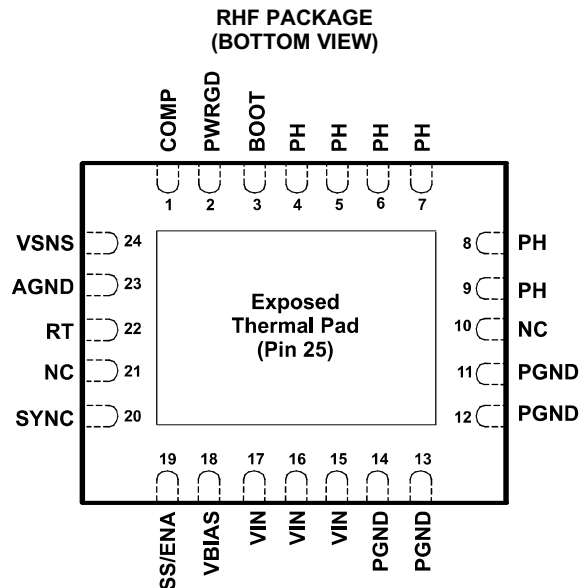 RHF PACKAGE
(BOTTOM VIEW)
COMP
PWRGD
BOOT
PH
PH
PH
PH
1
2
3
4
5
6
7
VSNS 24
AGND 23
RT 22
NC 21
SYNC 20
Exposed
Thermal Pad
(Pin 25)
8 PH
9 PH
10 NC
11 PGND
12 PGND
19
18
17
16
15
14
13
SS/ENA
VBIAS
VIN
VIN
VIN
PGND
PGND